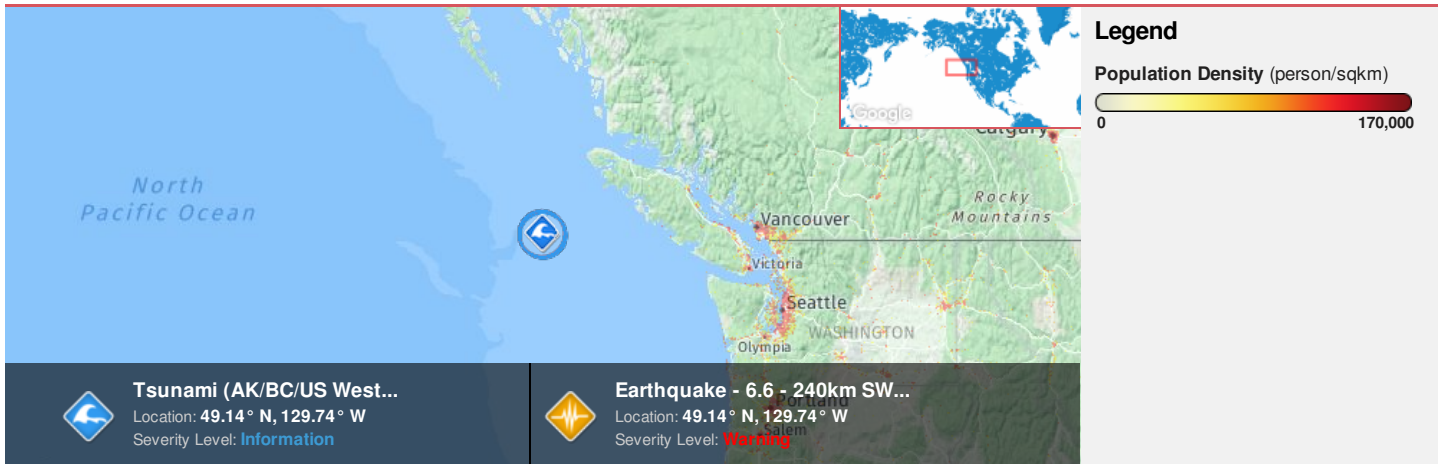 Legend
Population Density (person/sqkm)
0 170,000
Google
Calgary
North
Pacific Ocean
Rocky
Mountains
Vancouver
Victoria
Seattle
WASHINGTON
Olympia
Tsunami (AK/BC/US West...
Location: 49.14° N, 129.74° W
Severity Level: Information
Earthquake - 6.6 - 240km SW...
Location: 49.14° N, 129.74° W
Severity Level: Warning
Portland
Salem